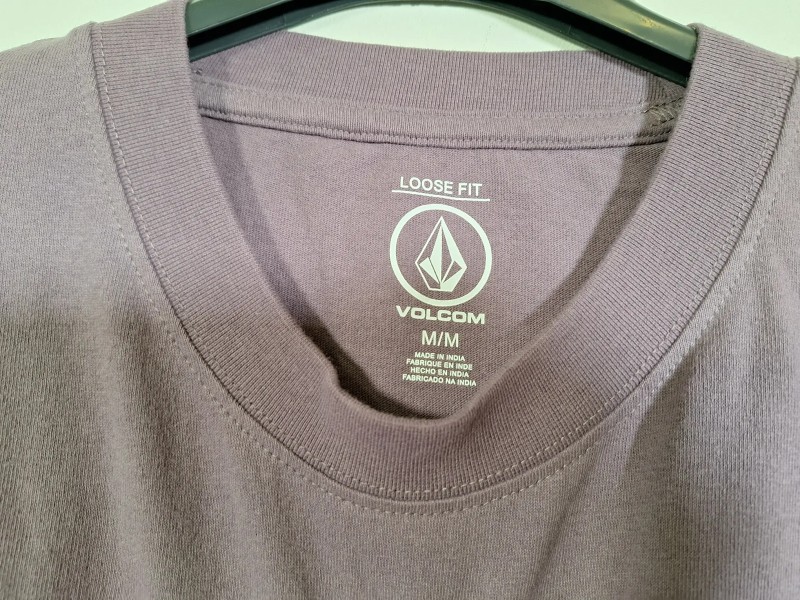 LOOSE FIT
VOLCOM
M/M
MADE IN INDIA
FABRIQUE EN INDE
HECHO EN INDIA
FABRICADO NA INDIA